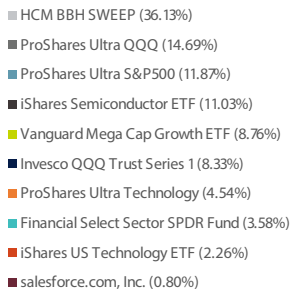 HCM BBH SWEEP (36.13%)
ProShares Ultra QQQ (14.69%)
ProShares Ultra S&P500 (11.87%)
iShares Semiconductor ETF (11.03%)
Vanguard Mega Cap Growth ETF (8.76%)
Invesco QQQ Trust Series 1 (8.33%)
ProShares Ultra Technology (4.54%)
Financial Select Sector SPDR Fund (3.58%)
iShares US Technology ETF (2.26%)
salesforce.com, Inc. (0.80%)